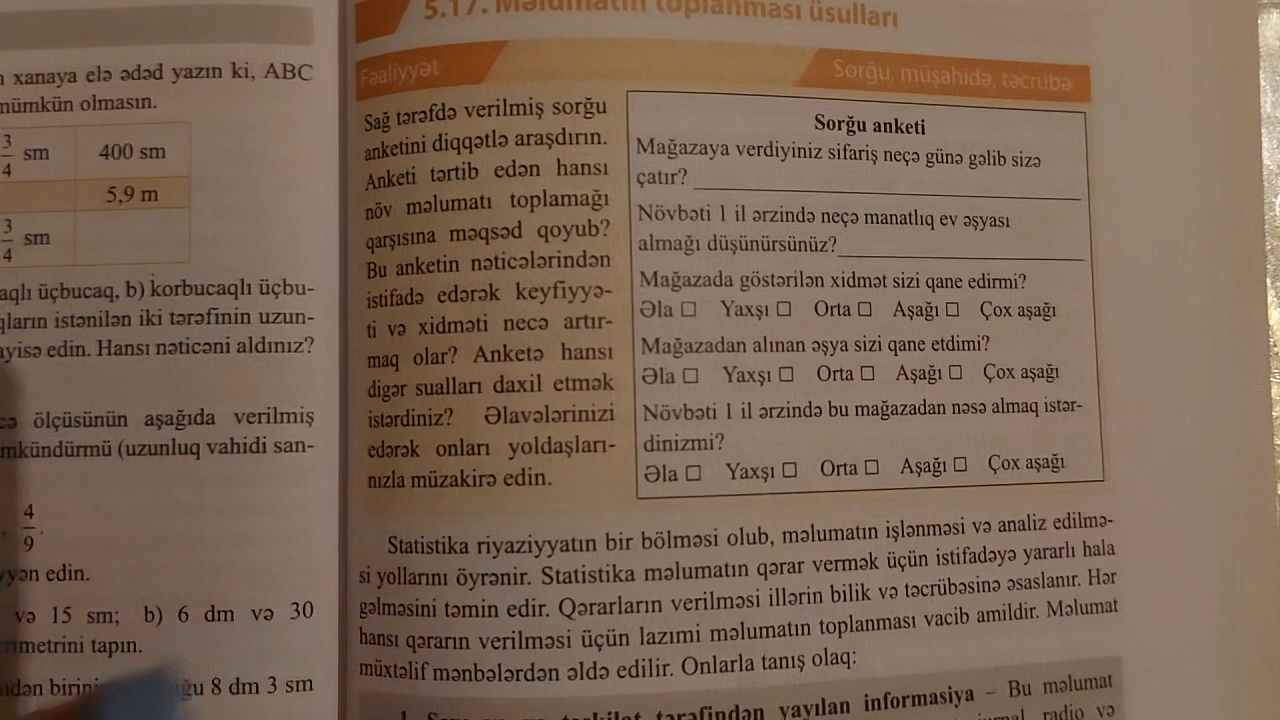 n xanaya elə ədəd yazın ki, ABC
mümkün olmasın.
3/4 sm 400 sm
5,9 m
3/4 sm
aqlı üçbucaq, b) korbucaqlı üçbu-
qların istənilən iki tərəfinin uzun-
ayisə edin. Hansı nəticəni aldınız?
cə ölçüsünün aşağıda verilmiş
mkündürmü (uzunluq vahidi san-
4/9.
yyən edin.
və 15 sm; b) 6 dm və 30
rimetrini tapın.
ndən birini ğu 8 dm 3 sm
5.17. Məlumatın toplanması üsulları
Fəaliyyət
Sorğu, müşahidə, təcrübə
Sağ tərəfdə verilmiş sorğu
anketini diqqətlə araşdırın.
Anketi tərtib edən hansı
növ məlumatı toplamağı
qarşısına məqsəd qoyub?
Bu anketin nəticələrindən
istifadə edərək keyfiyyə-
ti və xidməti necə artır-
maq olar? Anketə hansı
digər sualları daxil etmək
istərdiniz? Əlavələrinizi
edərək onları yoldaşları-
nızla müzakirə edin.
Sorğu anketi
Mağazaya verdiyiniz sifariş neçə günə gəlib sizə
çatır?
Növbəti 1 il ərzində neçə manatlıq ev əşyası
almağı düşünürsünüz?
Mağazada göstərilən xidmət sizi qane edirmi?
Əla □ Yaxşı □ Orta □ Aşağı □ Çox aşağı
Mağazadan alınan əşya sizi qane etdimi?
Əla □ Yaxşı □ Orta □ Aşağı □ Çox aşağı
Növbəti 1 il ərzində bu mağazadan nəsə almaq istər-
dinizmi?
Əla □ Yaxşı □ Orta □ Aşağı □ Çox aşağı
Statistika riyaziyyatın bir bölməsi olub, məlumatın işlənməsi və analiz edilmə-
si yollarını öyrənir. Statistika məlumatın qərar vermək üçün istifadəyə yararlı hala
gəlməsini təmin edir. Qərarların verilməsi illərin bilik və təcrübəsinə əsaslanır. Hər
hansı qərarın verilməsi üçün lazımi məlumatın toplanması vacib amildir. Məlumat
müxtəlif mənbələrdən əldə edilir. Onlarla tanış olaq:
tərəfindən yayılan informasiya – Bu məlumat
radio və